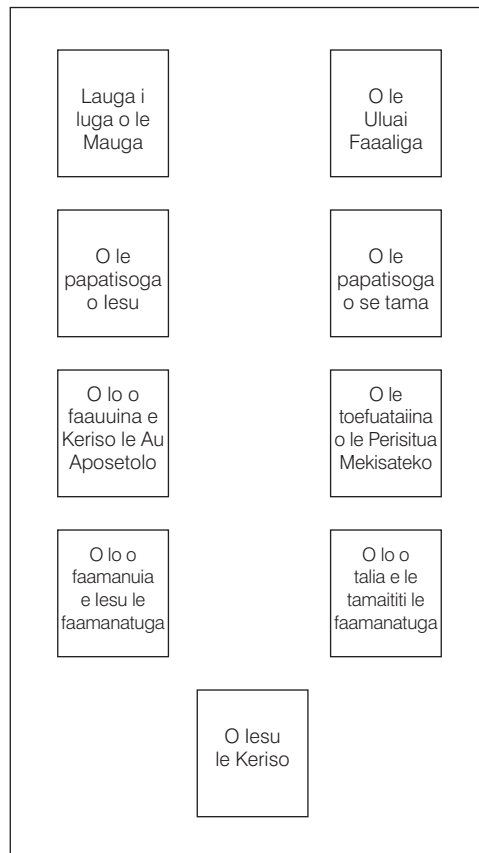 Lauga i
luga o le
Mauga
O le
Uluai
Faaaliga
O le
papatisoga
o Iesu
O le
papatisoga
o se tama
O lo o
faauuina e
Keriso le Au
Aposetolo
O le
toefuataiina
o le Perisitua
Mekisateko
O lo o
faamanuia
e Iesu le
faamanatuga
O lo o
talia e le
tamaititi le
faamanatuga
O Iesu
le Keriso